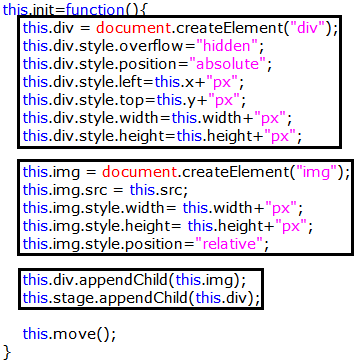 this.init=function(){
this.div = document.createElement("div");
this.div.style.overflow="hidden";
this.div.style.position="absolute";
this.div.style.left=this.x+"px";
this.div.style.top=this.y+"px";
this.div.style.width=this.width+"px";
this.div.style.height=this.height+"px";
this.img = document.createElement("img");
this.img.src = this.src;
this.img.style.width= this.width+"px";
this.img.style.height= this.height+"px";
this.img.style.position="relative";
this.div.appendChild(this.img);
this.stage.appendChild(this.div);
this.move();
}